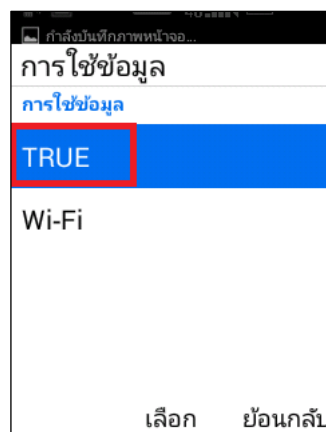 กำลังบันทึกภาพหน้าจอ...
การใช้ข้อมูล
การใช้ข้อมูล
TRUE
Wi-Fi
เลือก ย้อนกลับ